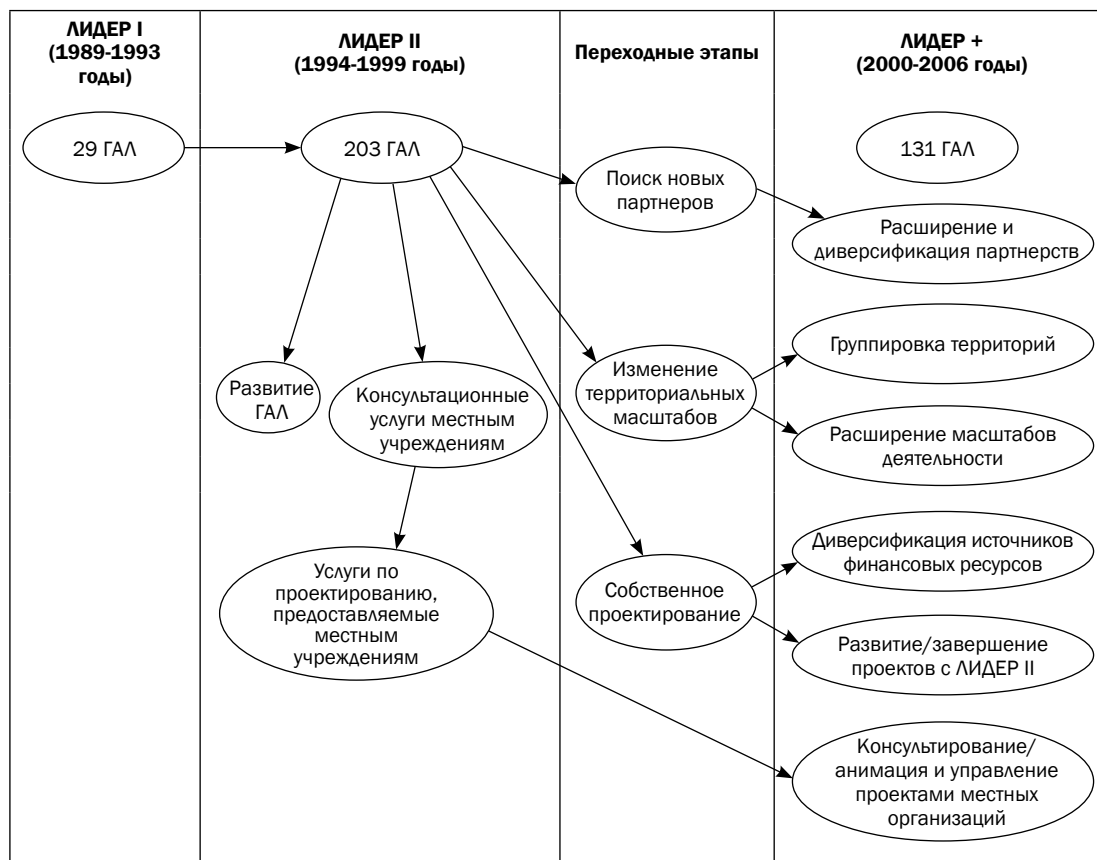 ЛИДЕР I
(1989-1993
годы)
ЛИДЕР II
(1994-1999 годы)
Переходные этапы
ЛИДЕР +
(2000-2006 годы)
29 ГАЛ
203 ГАЛ
131 ГАЛ
Поиск новых
партнеров
Расширение и
диверсификация партнерств
Развитие
ГАЛ
Консультационные
услуги местным
учреждениям
Изменение
территориальных
масштабов
Группировка территорий
Расширение масштабов
деятельности
Услуги по
проектированию,
предоставляемые
местным
учреждениям
Собственное
проектирование
Диверсификация источников
финансовых ресурсов
Развитие/завершение
проектов с ЛИДЕР II
Консультирование/
анимация и управление
проектами местных
организаций